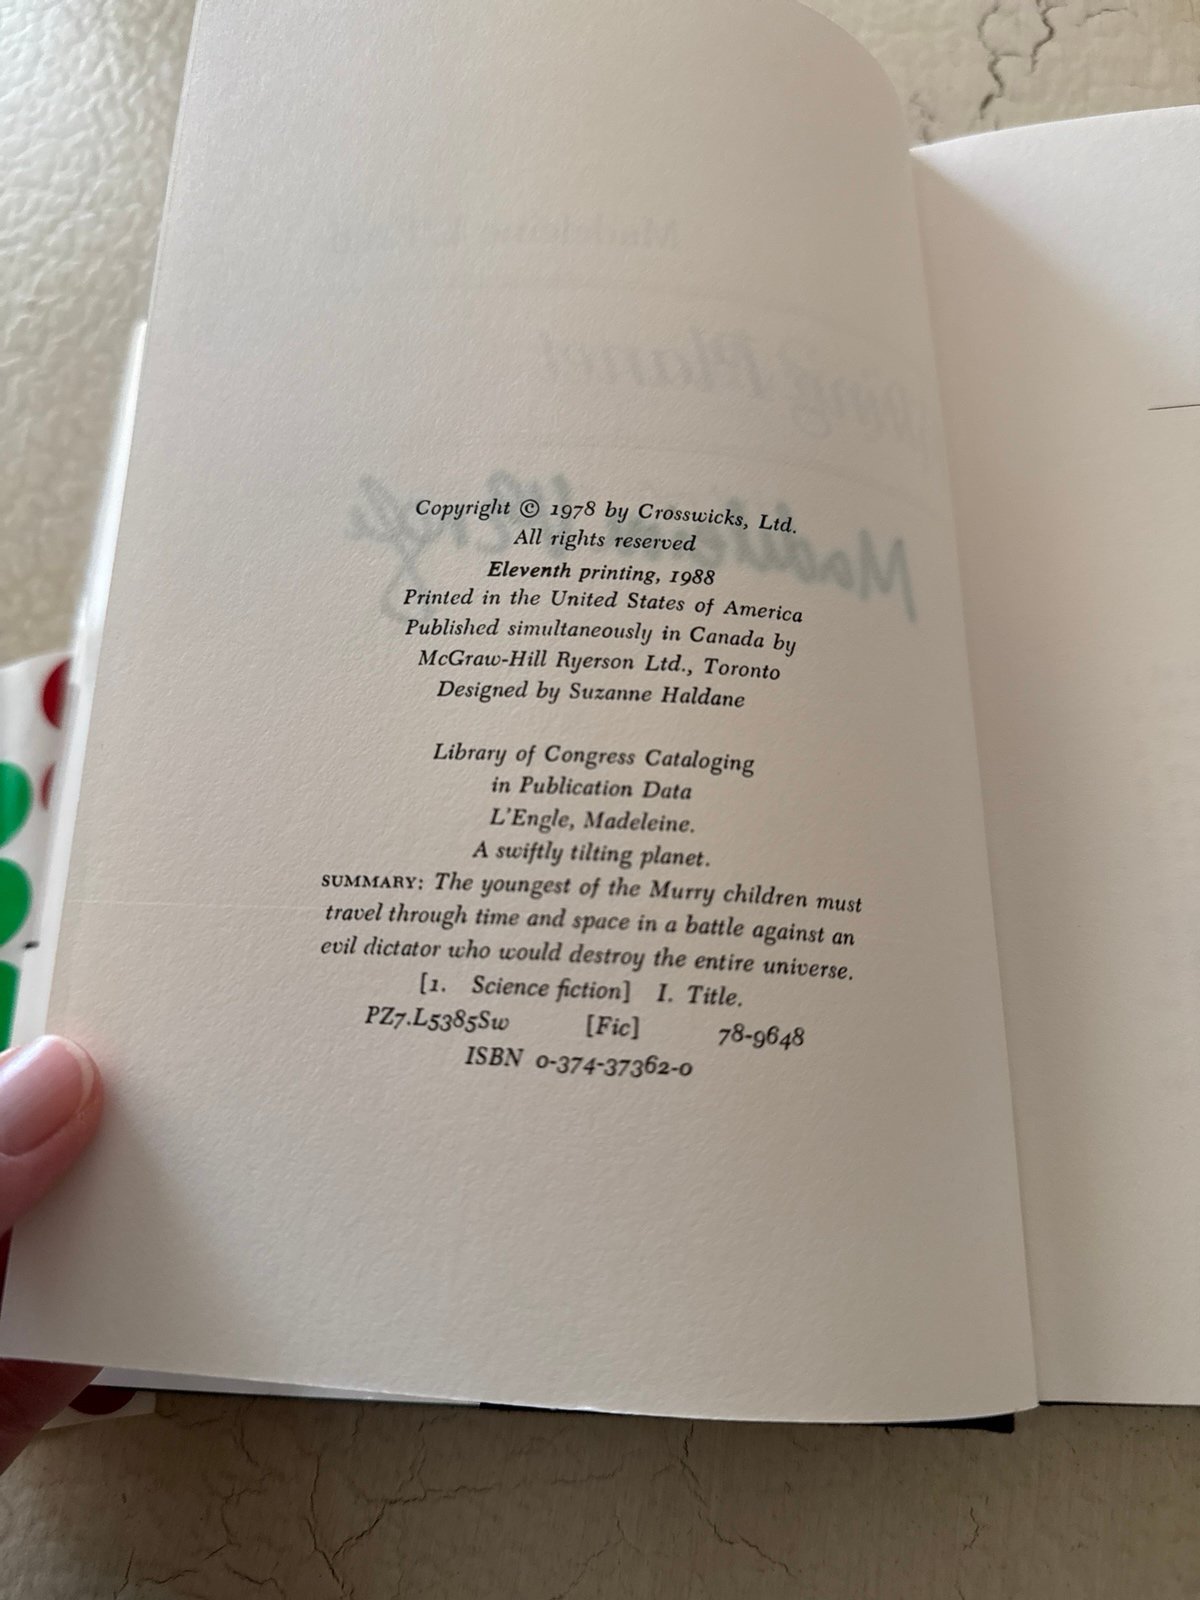 Copyright © 1978 by Crosswicks, Ltd.
All rights reserved
Eleventh printing, 1988
Printed in the United States of America
Published simultaneously in Canada by
McGraw-Hill Ryerson Ltd., Toronto
Designed by Suzanne Haldane
Library of Congress Cataloging
in Publication Data
L'Engle, Madeleine.
A swiftly tilting planet.
SUMMARY: The youngest of the Murry children must
travel through time and space in a battle against an
evil dictator who would destroy the entire universe.
[1. Science fiction] I. Title.
PZ7.L5385Sw [Fic] 78-9648
ISBN 0-374-37362-0